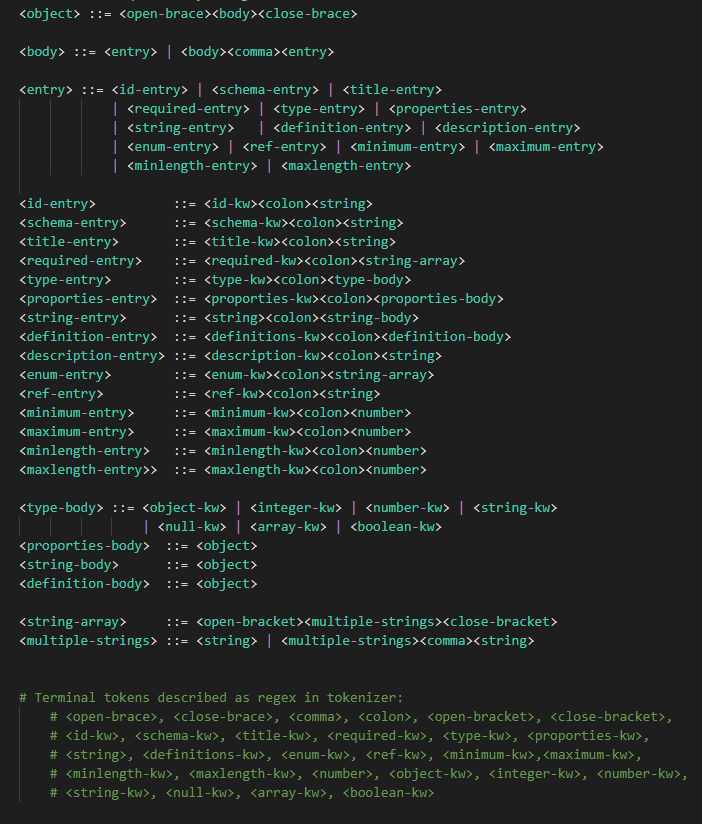 <object> ::= <open-brace><body><close-brace>
<body> ::= <entry> | <body><comma><entry>
<entry> ::= <id-entry> | <schema-entry> | <title-entry>
| <required-entry> | <type-entry> | <properties-entry>
| <string-entry>   | <definition-entry> | <description-entry>
| <enum-entry> | <ref-entry> | <minimum-entry> | <maximum-entry>
| <minlength-entry> | <maxlength-entry>
<id-entry>          ::= <id-kw><colon><string>
<schema-entry>      ::= <schema-kw><colon><string>
<title-entry>       ::= <title-kw><colon><string>
<required-entry>    ::= <required-kw><colon><string-array>
<type-entry>        ::= <type-kw><colon><type-body>
<proporties-entry>  ::= <proporties-kw><colon><proporties-body>
<string-entry>      ::= <string><colon><string-body>
<definition-entry>  ::= <definitions-kw><colon><definition-body>
<description-entry> ::= <description-kw><colon><string>
<enum-entry>        ::= <enum-kw><colon><string-array>
<ref-entry>         ::= <ref-kw><colon><string>
<minimum-entry>     ::= <minimum-kw><colon><number>
<maximum-entry>     ::= <maximum-kw><colon><number>
<minlength-entry>   ::= <minlength-kw><colon><number>
<maxlength-entry>>  ::= <maxlength-kw><colon><number>
<type-body> ::= <object-kw> | <integer-kw> | <number-kw> | <string-kw>
| <null-kw> | <array-kw> | <boolean-kw>
<proporties-body>  ::= <object>
<string-body>      ::= <object>
<definition-body>  ::= <object>
<string-array>     ::= <open-bracket><multiple-strings><close-bracket>
<multiple-strings> ::= <string> | <multiple-strings><comma><string>
# Terminal tokens described as regex in tokenizer:
# <open-brace>, <close-brace>, <comma>, <colon>, <open-bracket>, <close-bracket>,
# <id-kw>, <schema-kw>, <title-kw>, <required-kw>, <type-kw>, <properties-kw>,
# <string>, <definitions-kw>, <enum-kw>, <ref-kw>, <minimum-kw>,<maximum-kw>,
# <minlength-kw>, <maxlength-kw>, <number>, <object-kw>, <integer-kw>, <number-kw>,
# <string-kw>, <null-kw>, <array-kw>, <boolean-kw>